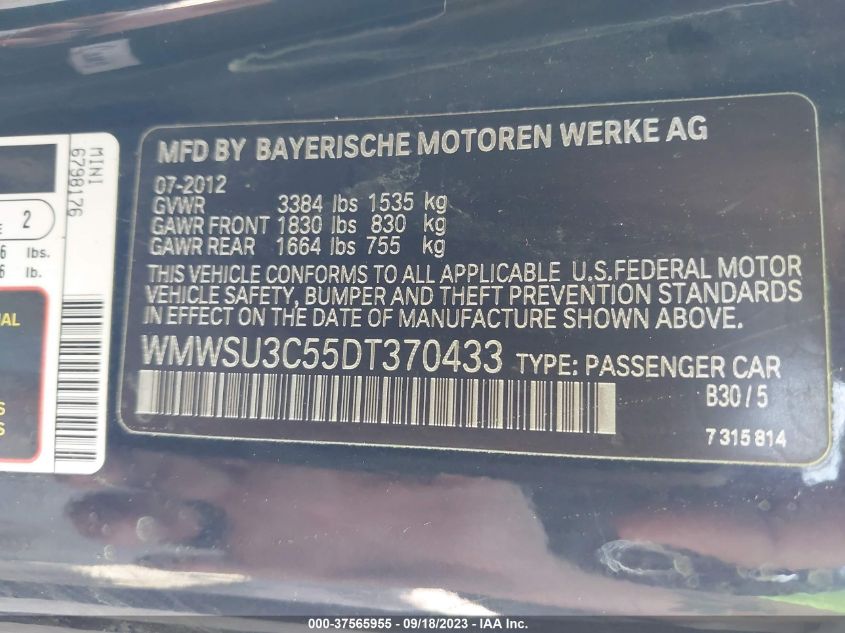 MFD BY BAYERISCHE MOTOREN WERKE AG
07-2012
GVWR 3384 lbs 1535 kg
GAWR FRONT 1830 lbs 830 kg
GAWR REAR 1664 lbs 755 kg
THIS VEHICLE CONFORMS TO ALL APPLICABLE U.S.FEDERAL MOTOR
VEHICLE SAFETY, BUMPER AND THEFT PREVENTION STANDARDS
IN EFFECT ON THE DATE OF MANUFACTURE SHOWN ABOVE.
WMWSU3C55DT370433 TYPE: PASSENGER CAR
B30 / 5
7 315 814
MINI
6798176
E 2
6 lbs.
6 lb.
NAL
S
S
000-37565955 - 09/18/2023 - IAA Inc.